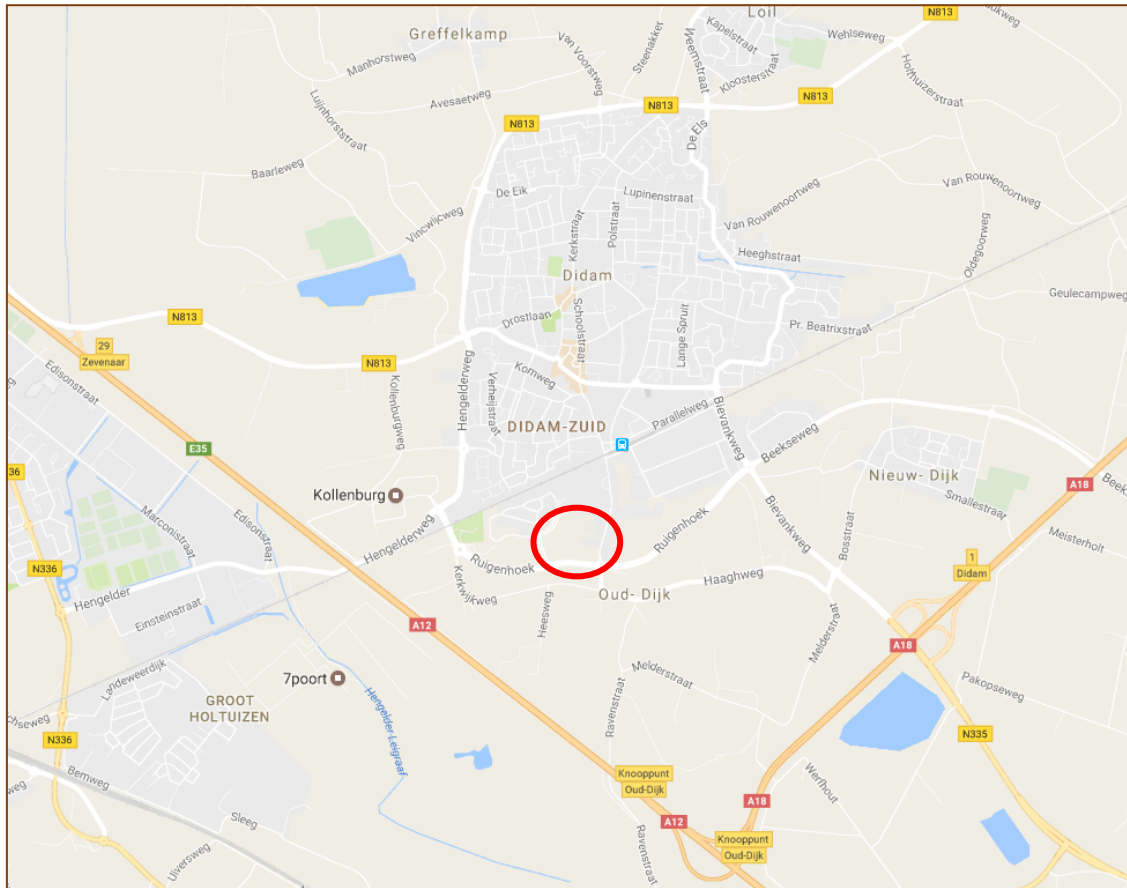 Loil
N813
Kapelstraat
Wehlseweg
Greffelkamp
Van Voorstweg
Steenakker
Weemstraat
Kloosterstraat
Holthuizerstraat
Manhorstweg
Luijnhorststraat
Avesaetweg
N813
N813
N813
De Els
Baarleweg
De Eik
Lupinenstraat
Van Rouwenoortweg
Van Rouwenoortweg
Vincwijcweg
Kerkstraat
Polstraat
Heeghstraat
Oldegoorweg
Didam
Geulecampweg
N813
Drostlaan
Schoolstraat
Lange Spruit
Pr. Beatrixstraat
29
Zevenaar
N813
Edisonstraat
Kollenburgweg
Hengelderweg
Verheijstraat
Komweg
Parallelweg
Bievankweg
DIDAM-ZUID
Beekseweg
E35
36
Nieuw- Dijk
A18
Kollenburg
Smallestraat
Marconistraat
Edisonstraat
Hengelderweg
Ruigenhoek
Bievankweg
Bosstraat
Meisterholt
N336
Hengelder
Ruigenhoek
Kerkwijkweg
Haaghweg
1
Didam
Einsteinstraat
Heesweg
Oud- Dijk
A12
A18
Melderstraat
Landeweerdijk
7poort
Melderstraat
Pakopseweg
GROOT
HOLTUIZEN
Hengelder Leigraaf
Ravenstraat
N336
N335
Bemweg
Knooppunt
Oud-Dijk
Werfhout
A18
Sleeg
A12
Knooppunt
Oud-Dijk
Ravenstraat